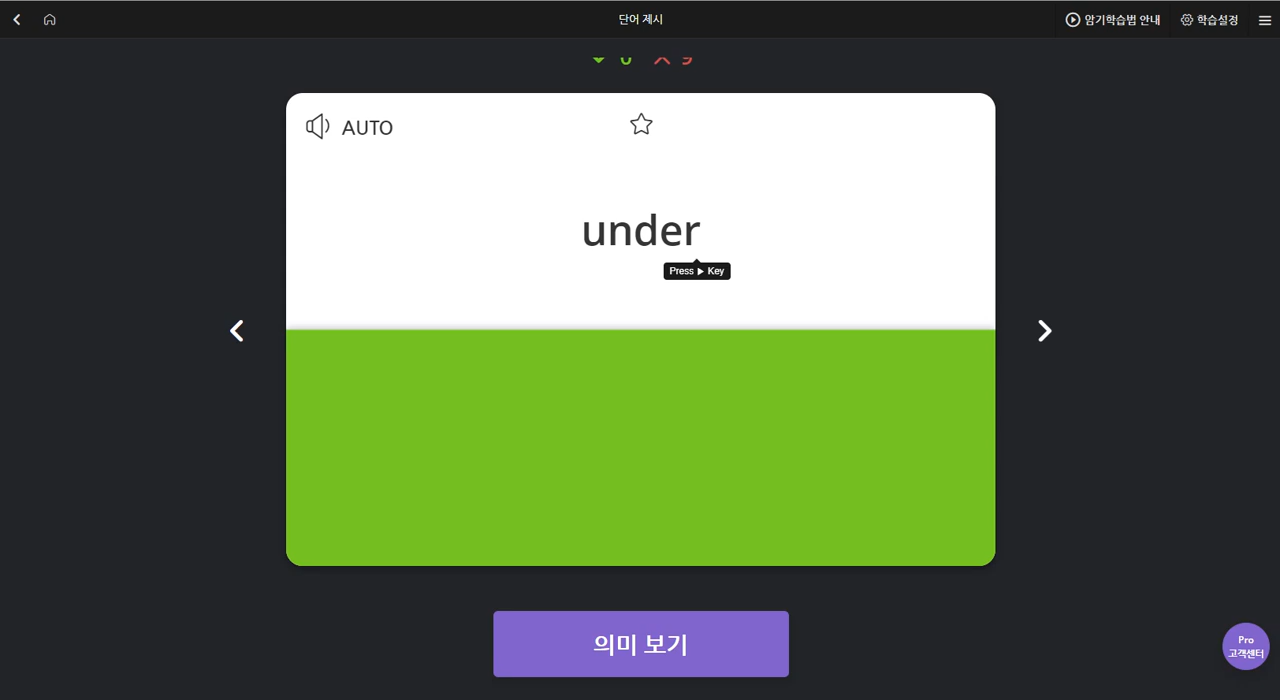 단어 제시
암기학습법 안내
학습설정
AUTO
under
Press ▶ Key
의미 보기
Pro
고객센터